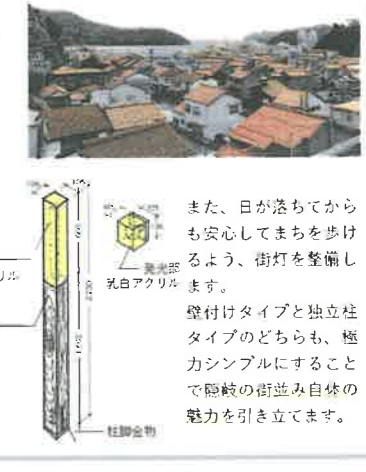 発光部
乳白アクリル
リル
柱脚金物
また、日が落ちてから
も安心してまちを歩け
るよう、街灯を整備し
ます。
壁付けタイプと独立柱
タイプのどちらも、極
力シンプルにすること
で隠岐の街並み自体の
魅力を引き立てます。